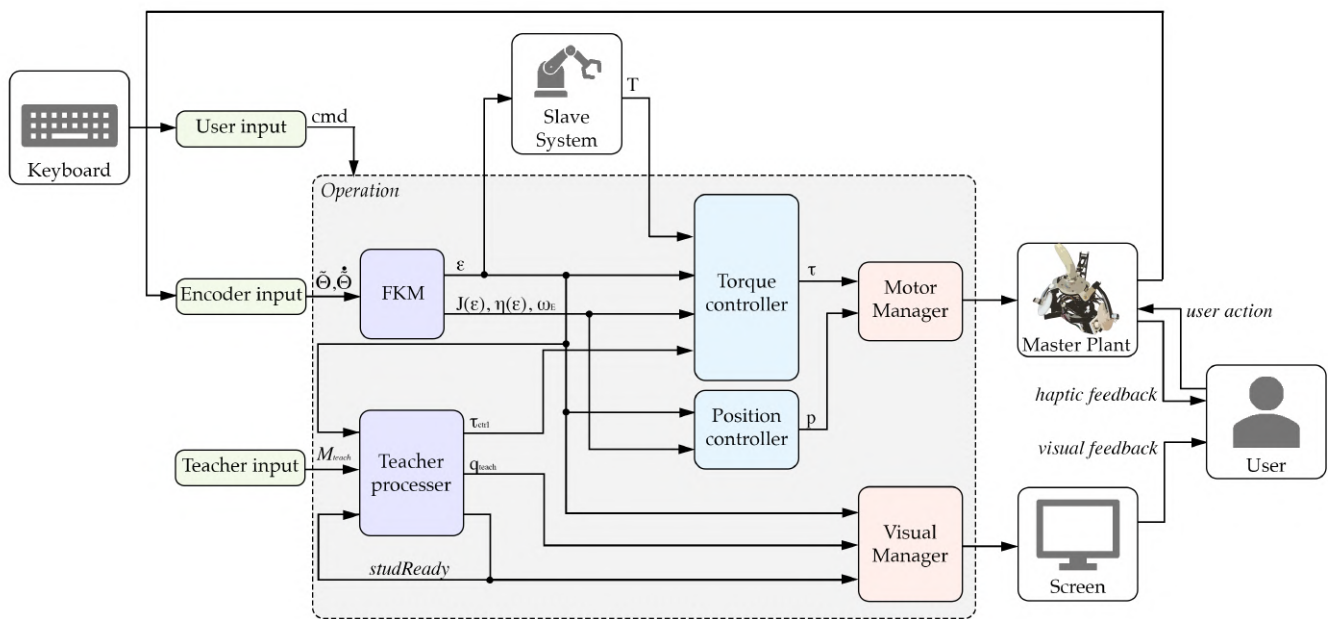 T
Slave
System
Keyboard
User input
cmd
Operation
Encoder input
Θ̃, Θ̃̇
FKM
ε
J(ε), η(ε), ωE
Torque
controller
τ
Motor
Manager
Master Plant
user action
haptic feedback
visual feedback
User
Position
controller
p
Teacher input
Mteach
Teacher
processer
τctrl
qteach
studReady
Visual
Manager
Screen